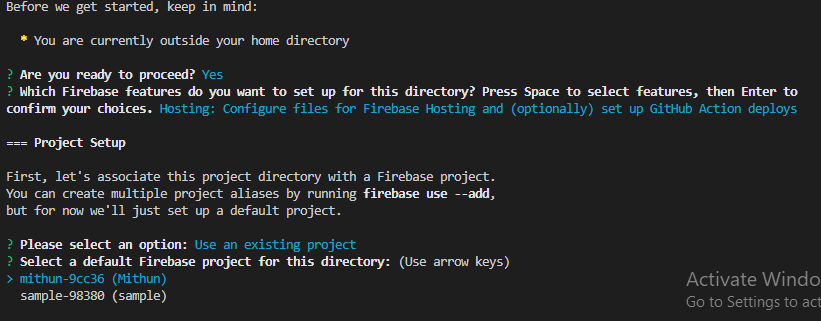 Before we get started, keep in mind:
* You are currently outside your home directory
? Are you ready to proceed? Yes
? Which Firebase features do you want to set up for this directory? Press Space to select features, then Enter to
confirm your choices. Hosting: Configure files for Firebase Hosting and (optionally) set up GitHub Action deploys
=== Project Setup
First, let's associate this project directory with a Firebase project.
You can create multiple project aliases by running firebase use --add,
but for now we'll just set up a default project.
? Please select an option: Use an existing project
? Select a default Firebase project for this directory: (Use arrow keys)
> mithun-9cc36 (Mithun)
sample-98380 (sample)
Activate Windo
Go to Settings to act